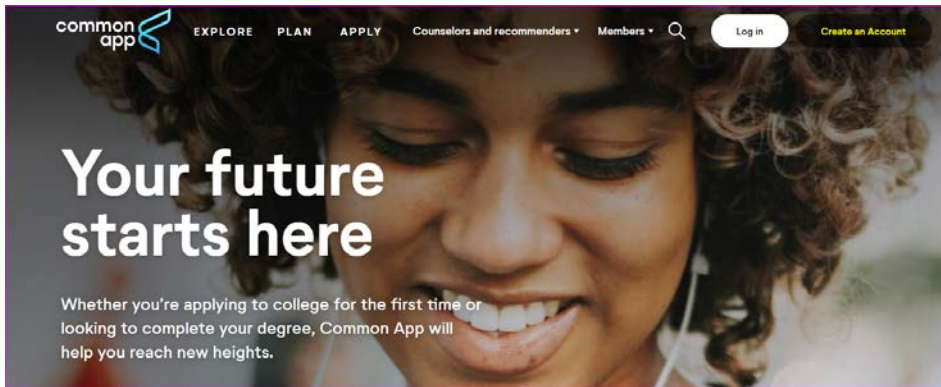 common
app
EXPLORE PLAN APPLY Counselors and recommenders Members Log in Create an Account
Your future
starts here
Whether you're applying to college for the first time or
looking to complete your degree, Common App will
help you reach new heights.